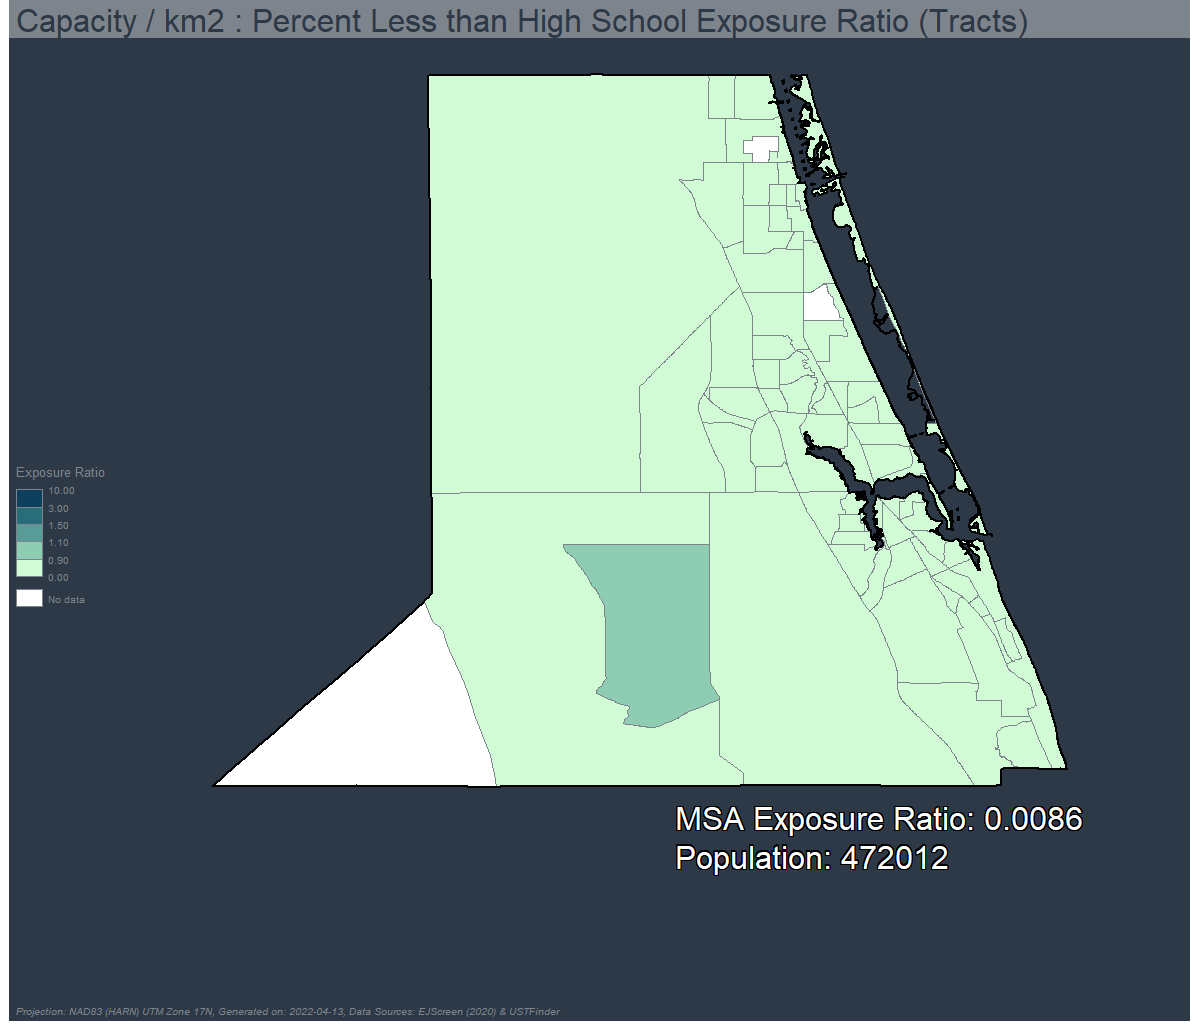 Capacity / km2 : Percent Less than High School Exposure Ratio (Tracts)
Exposure Ratio
10.00
3.00
1.50
1.10
0.90
0.00
No data
MSA Exposure Ratio: 0.0086
Population: 472012
Projection: NAD83 (HARN) UTM Zone 17N, Generated on: 2022-04-13, Data Sources: EJScreen (2020) & USTFinder